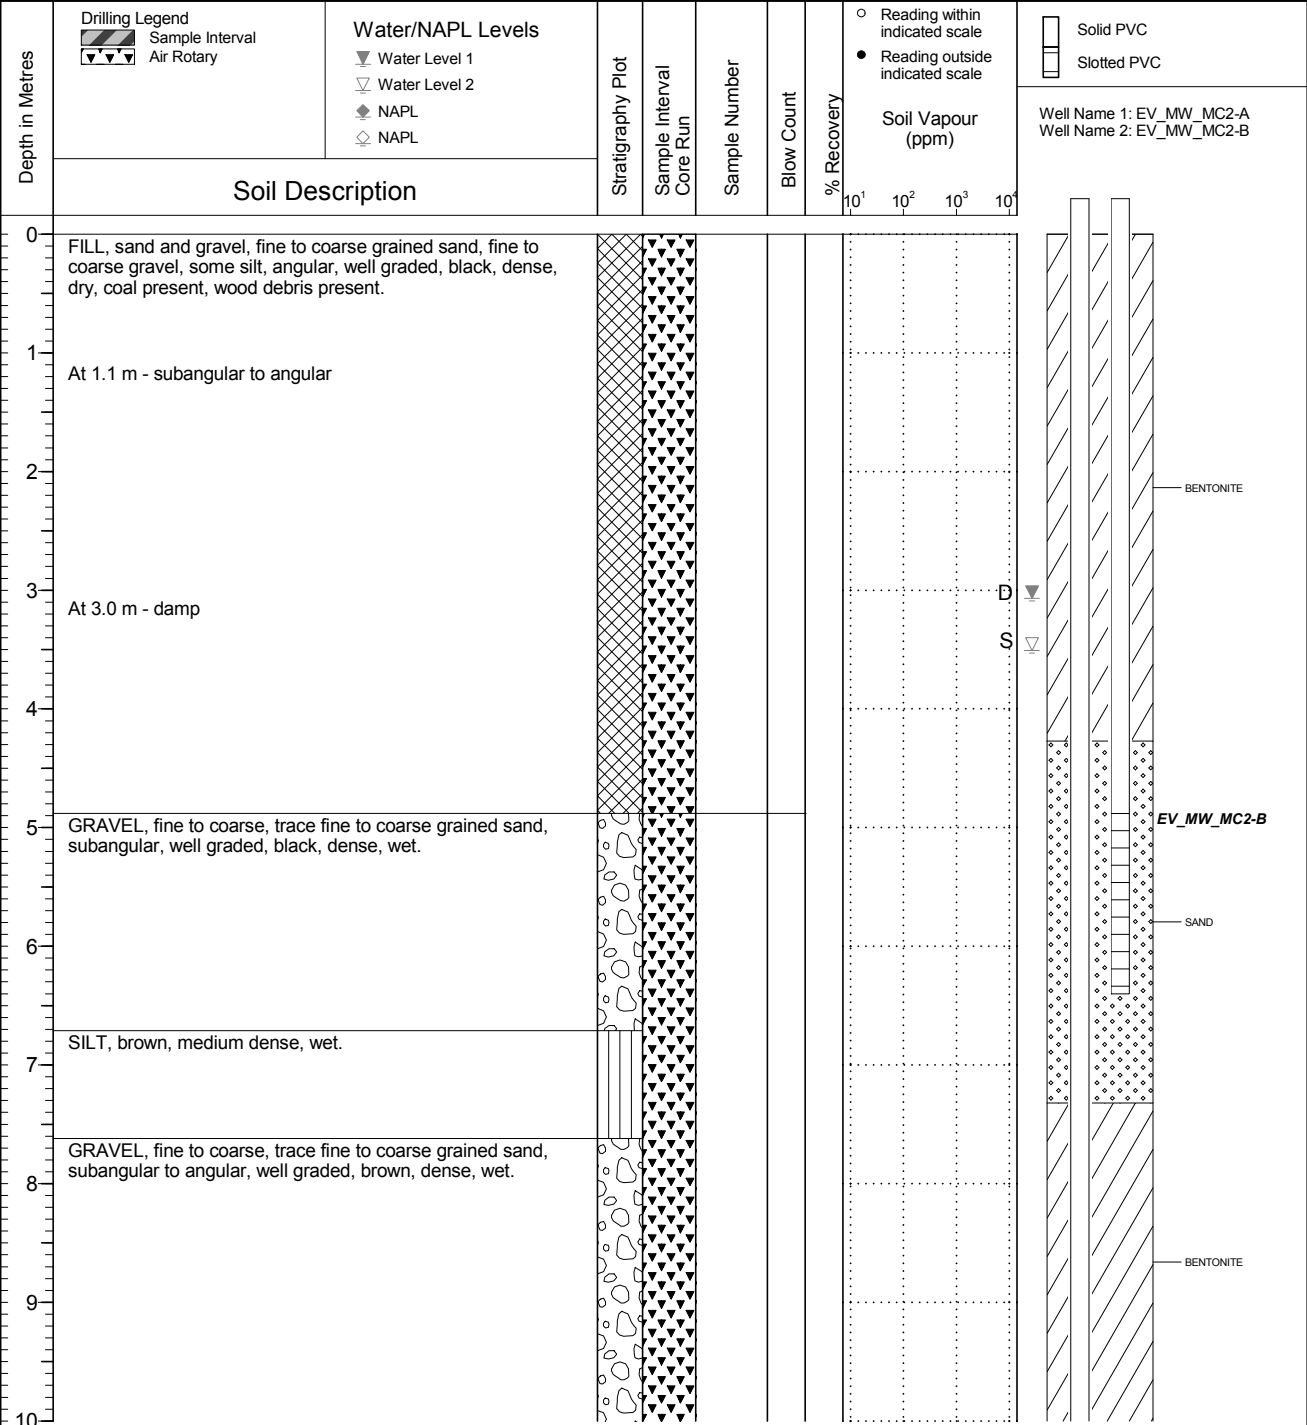 Drilling Legend
Sample Interval
Air Rotary
Water/NAPL Levels
Water Level 1
Water Level 2
NAPL
NAPL
Depth in Metres
Soil Description
Stratigraphy Plot
Sample Interval
Core Run
Sample Number
Blow Count
% Recovery
Reading within
indicated scale
Reading outside
indicated scale
Soil Vapour
(ppm)
10¹ 10² 10³ 10⁴
Solid PVC
Slotted PVC
Well Name 1: EV_MW_MC2-A
Well Name 2: EV_MW_MC2-B
0
FILL, sand and gravel, fine to coarse grained sand, fine to
coarse gravel, some silt, angular, well graded, black, dense,
dry, coal present, wood debris present.
1
At 1.1 m - subangular to angular
2
BENTONITE
3
D
At 3.0 m - damp
S
4
5
GRAVEL, fine to coarse, trace fine to coarse grained sand,
subangular, well graded, black, dense, wet.
EV_MW_MC2-B
SAND
6
SILT, brown, medium dense, wet.
7
GRAVEL, fine to coarse, trace fine to coarse grained sand,
subangular to angular, well graded, brown, dense, wet.
8
BENTONITE
9
10